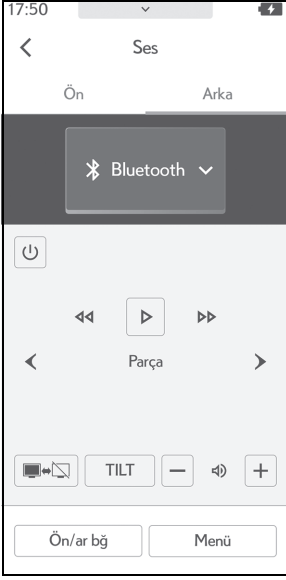 17:50
Ses
Ön Arka
Bluetooth
Parça
TILT
Ön/ar bğ Menü